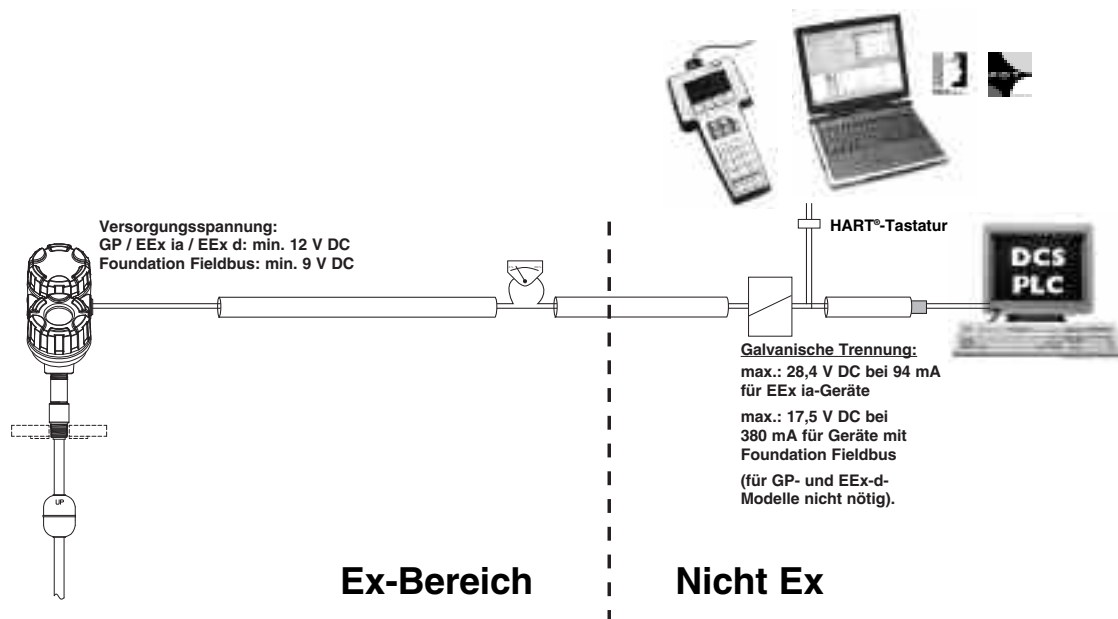 Versorgungsspannung:
GP / EEx ia / EEx d: min. 12 V DC
Foundation Fieldbus: min. 9 V DC
HART®-Tastatur
DCS
PLC
Galvanische Trennung:
max.: 28,4 V DC bei 94 mA
für EEx ia-Geräte
max.: 17,5 V DC bei
380 mA für Geräte mit
Foundation Fieldbus
(für GP- und EEx-d-
Modelle nicht nötig).
UP
Ex-Bereich
Nicht Ex